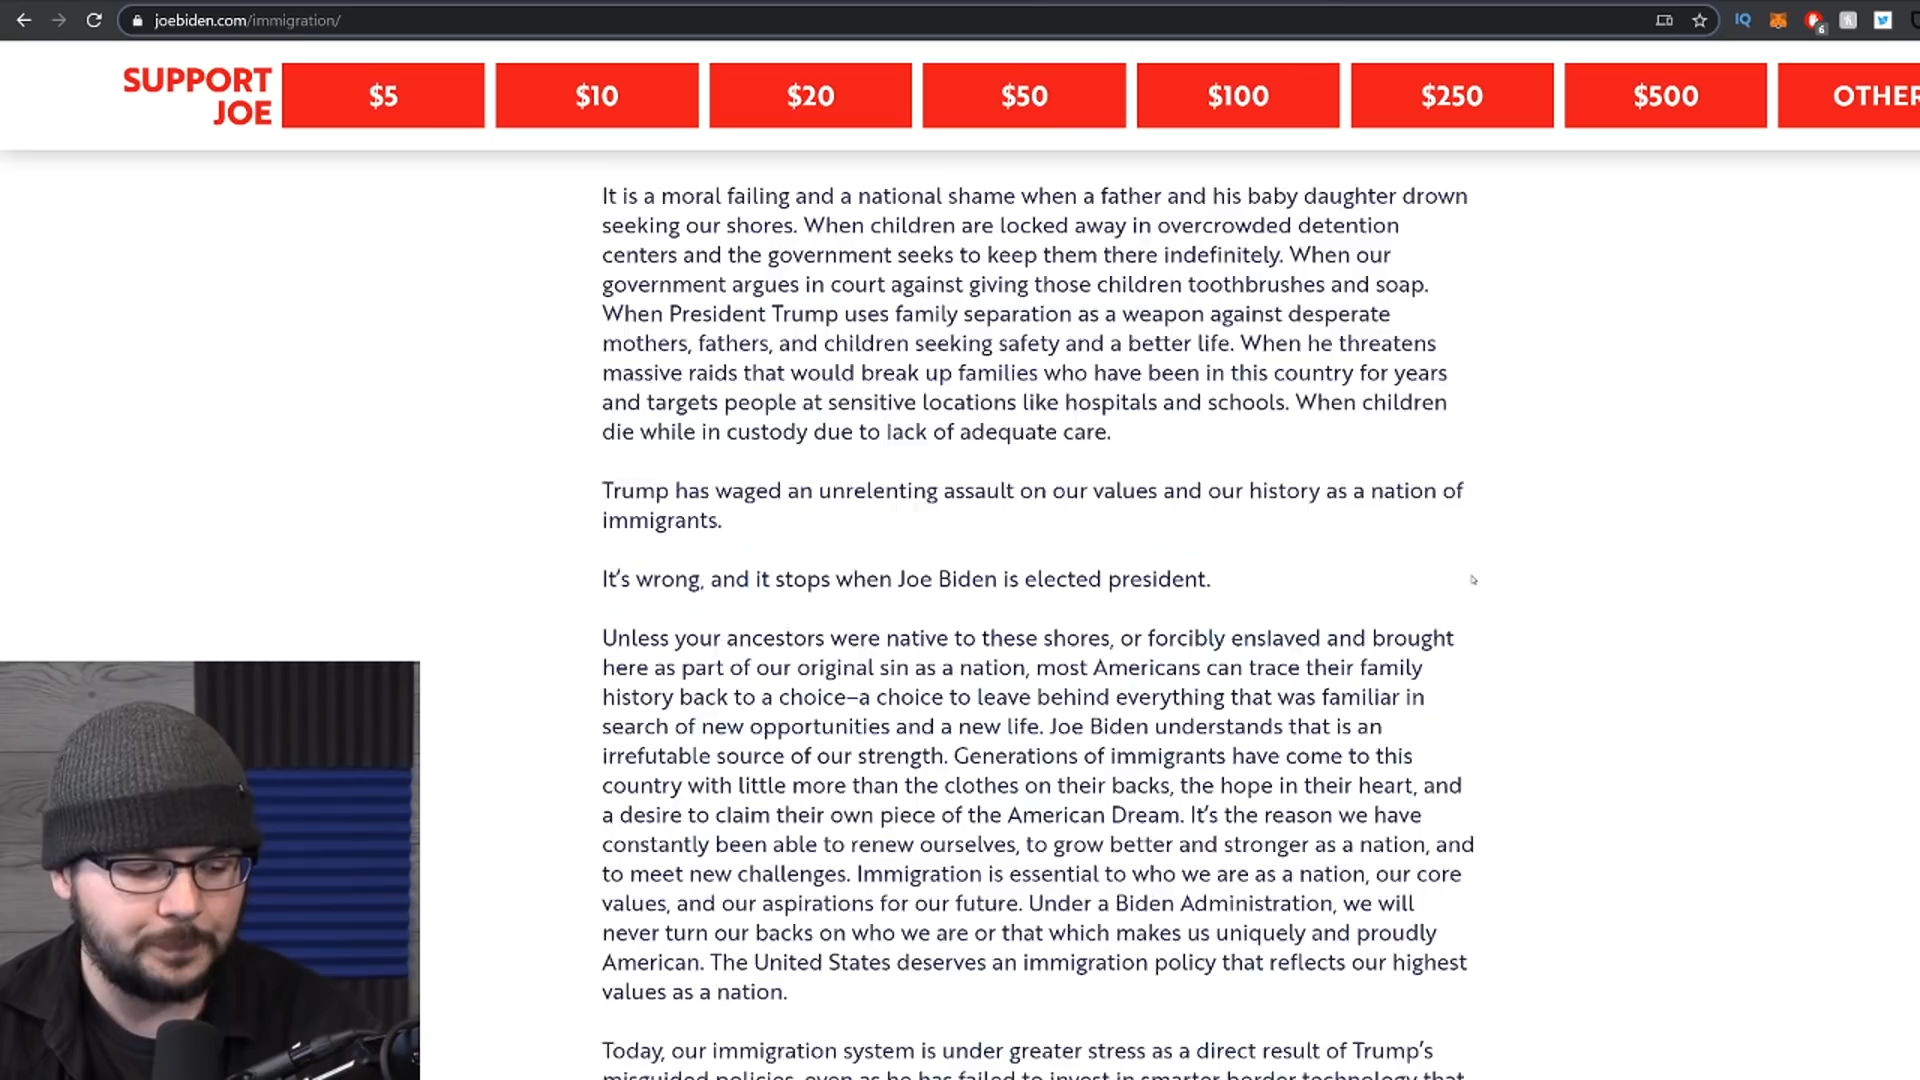 joebiden.com/immigration/
IQ
6
SUPPORT
JOE
$5
$10
$20
$50
$100
$250
$500
OTHER
It is a moral failing and a national shame when a father and his baby daughter drown
seeking our shores. When children are locked away in overcrowded detention
centers and the government seeks to keep them there indefinitely. When our
government argues in court against giving those children toothbrushes and soap.
When President Trump uses family separation as a weapon against desperate
mothers, fathers, and children seeking safety and a better life. When he threatens
massive raids that would break up families who have been in this country for years
and targets people at sensitive locations like hospitals and schools. When children
die while in custody due to lack of adequate care.
Trump has waged an unrelenting assault on our values and our history as a nation of
immigrants.
It's wrong, and it stops when Joe Biden is elected president.
Unless your ancestors were native to these shores, or forcibly enslaved and brought
here as part of our original sin as a nation, most Americans can trace their family
history back to a choice–a choice to leave behind everything that was familiar in
search of new opportunities and a new life. Joe Biden understands that is an
irrefutable source of our strength. Generations of immigrants have come to this
country with little more than the clothes on their backs, the hope in their heart, and
a desire to claim their own piece of the American Dream. It's the reason we have
constantly been able to renew ourselves, to grow better and stronger as a nation, and
to meet new challenges. Immigration is essential to who we are as a nation, our core
values, and our aspirations for our future. Under a Biden Administration, we will
never turn our backs on who we are or that which makes us uniquely and proudly
American. The United States deserves an immigration policy that reflects our highest
values as a nation.
Today, our immigration system is under greater stress as a direct result of Trump's
misguided policies, even as he has failed to invest in smarter border technology that